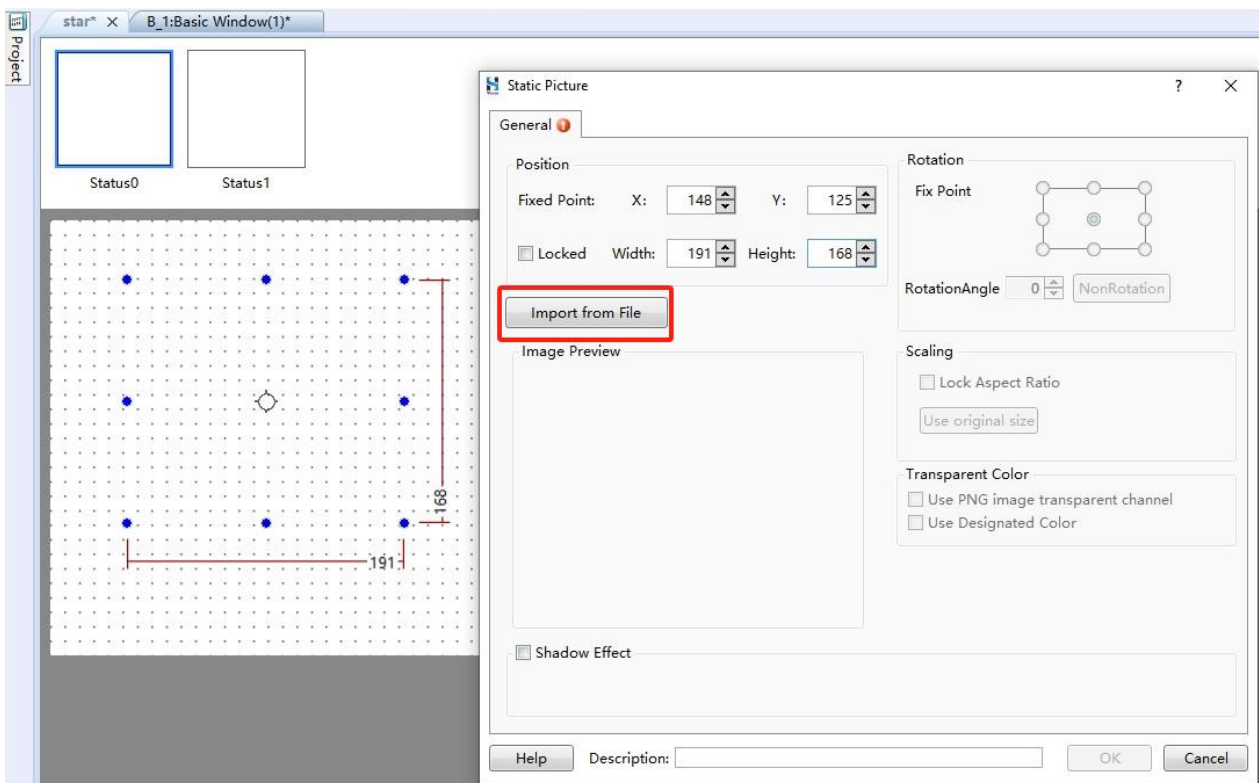 star* X B_1:Basic Window(1)*
Project
Status0 Status1
168
191
Static Picture ? X
General !
Position
Fixed Point: X: 148 Y: 125
Locked Width: 191 Height: 168
Import from File
Image Preview
Rotation
Fix Point
RotationAngle 0 NonRotation
Scaling
Lock Aspect Ratio
Use original size
Transparent Color
Use PNG image transparent channel
Use Designated Color
Shadow Effect
Help Description: OK Cancel